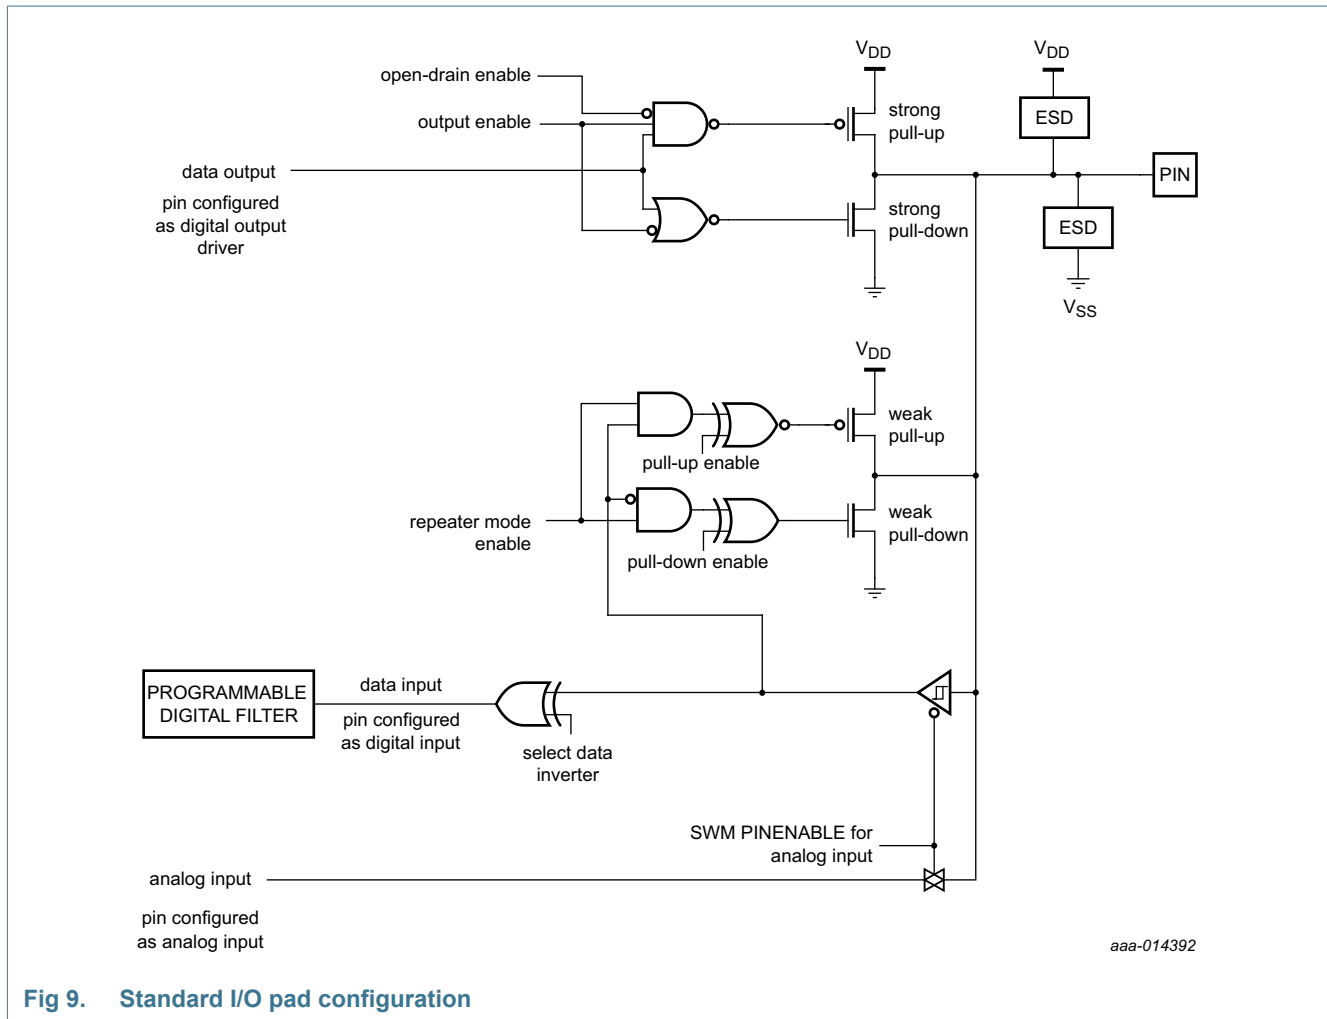 open-drain enable
output enable
data output
pin configured
as digital output
driver
VDD
strong
pull-up
strong
pull-down
VDD
ESD
PIN
ESD
VSS
VDD
weak
pull-up
pull-up enable
repeater mode
enable
pull-down enable
weak
pull-down
PROGRAMMABLE
DIGITAL FILTER
data input
pin configured
as digital input
select data
inverter
SWM PINENABLE for
analog input
analog input
pin configured
as analog input
aaa-014392
Fig 9. Standard I/O pad configuration